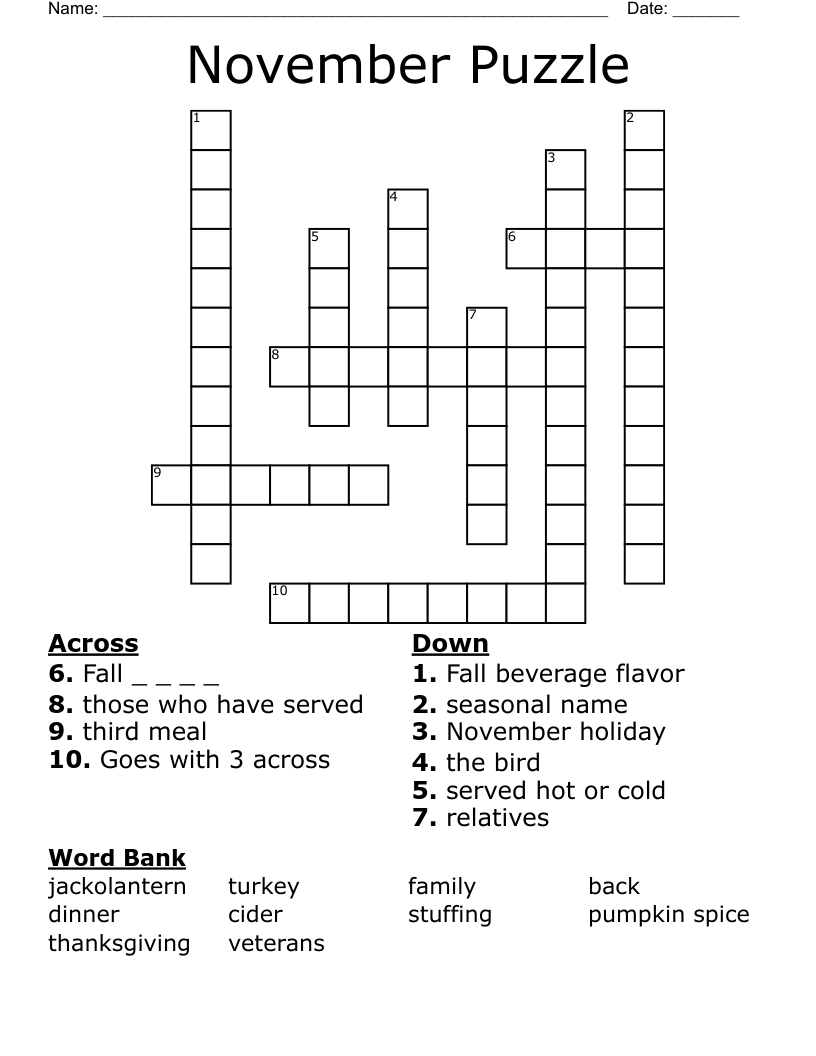 Name: ______________________________________________________ Date: _______
November Puzzle
1
2
3
4
5
6
7
8
9
10
Across
6. Fall _ _ _ _
8. those who have served
9. third meal
10. Goes with 3 across
Down
1. Fall beverage flavor
2. seasonal name
3. November holiday
4. the bird
5. served hot or cold
7. relatives
Word Bank
jackolantern turkey family back
dinner cider stuffing pumpkin spice
thanksgiving veterans